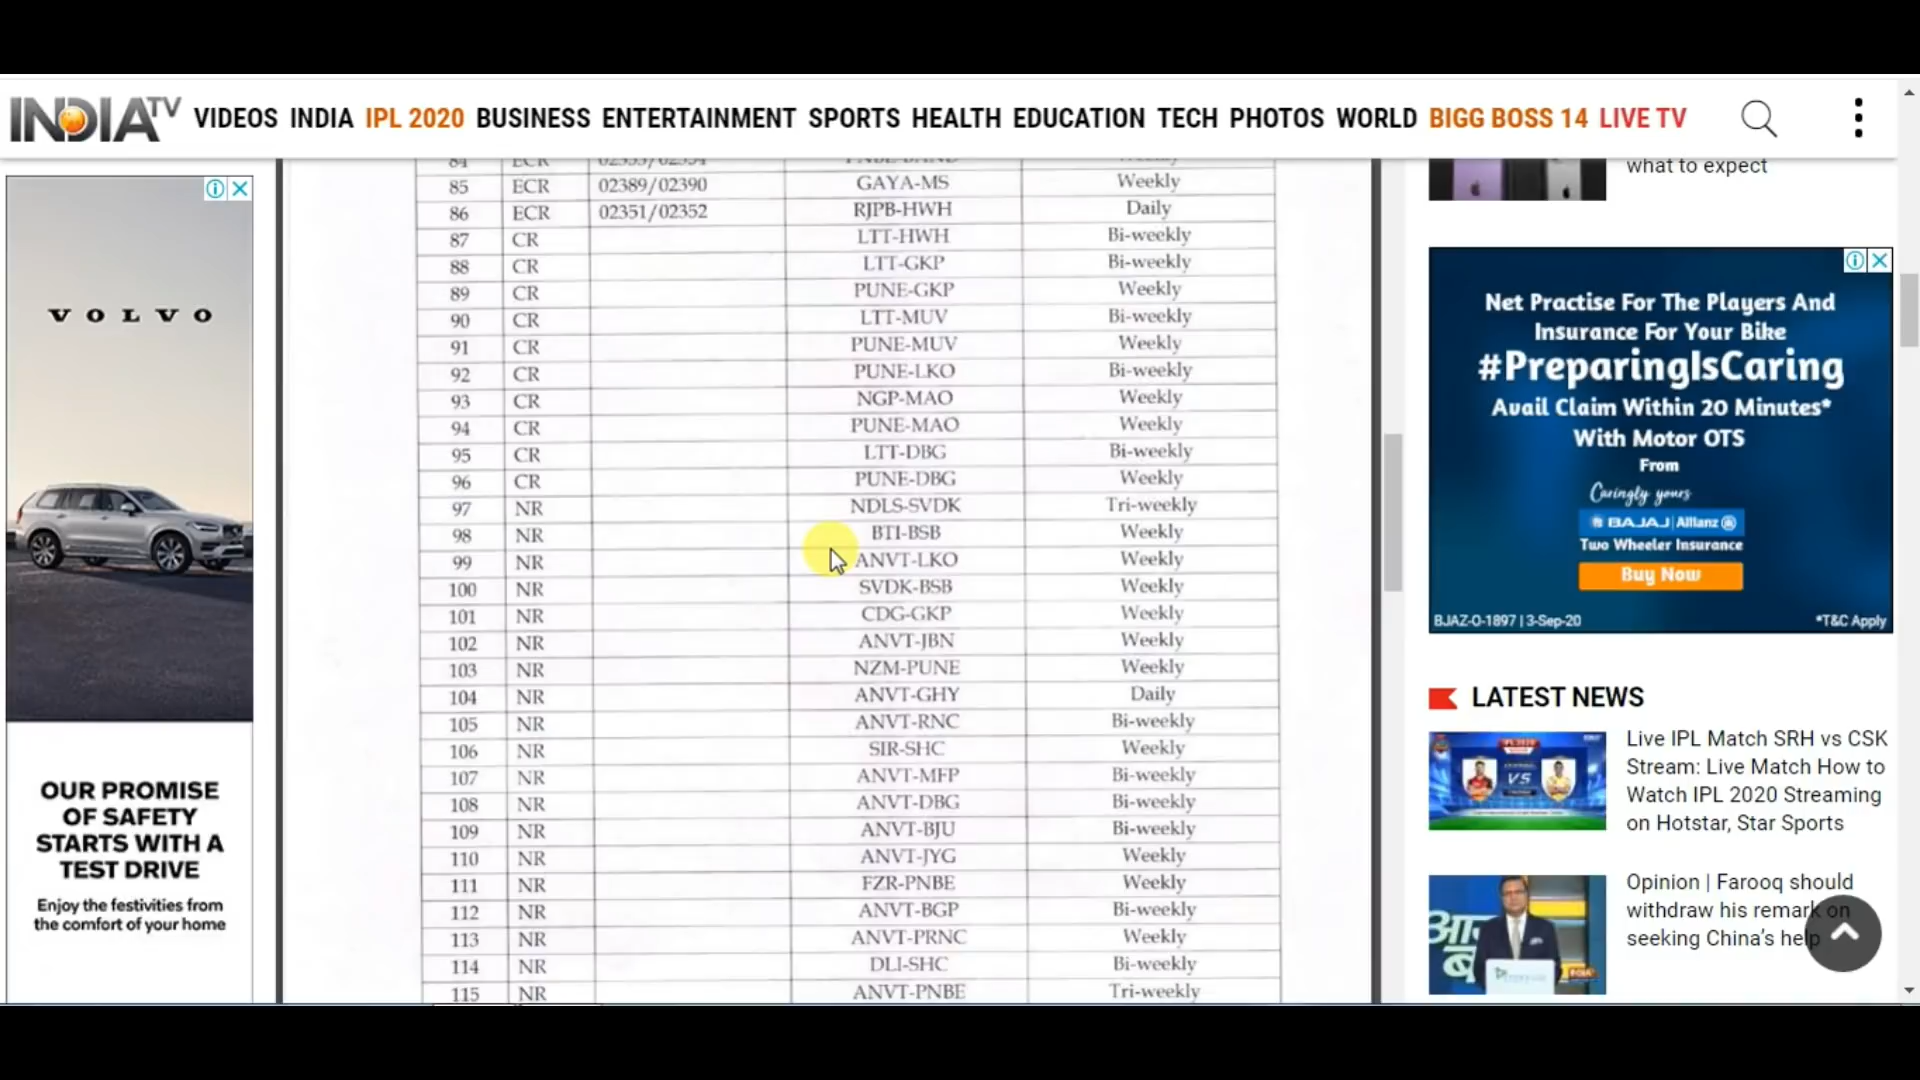 INDIA TV VIDEOS INDIA IPL 2020 BUSINESS ENTERTAINMENT SPORTS HEALTH EDUCATION TECH PHOTOS WORLD BIGG BOSS 14 LIVE TV
VOLVO
OUR PROMISE
OF SAFETY
STARTS WITH A
TEST DRIVE
Enjoy the festivities from
the comfort of your home
84 ECR
85 ECR 02389/02390 GAYA-MS Weekly
86 ECR 02351/02352 RJPB-HWH Daily
87 CR LTT-HWH Bi-weekly
88 CR LTT-GKP Bi-weekly
89 CR PUNE-GKP Weekly
90 CR LTT-MUV Bi-weekly
91 CR PUNE-MUV Weekly
92 CR PUNE-LKO Bi-weekly
93 CR NGP-MAO Weekly
94 CR PUNE-MAO Weekly
95 CR LTT-DBG Bi-weekly
96 CR PUNE-DBG Weekly
97 NR NDLS-SVDK Tri-weekly
98 NR BTI-BSB Weekly
99 NR ANVT-LKO Weekly
100 NR SVDK-BSB Weekly
101 NR CDG-GKP Weekly
102 NR ANVT-JBN Weekly
103 NR NZM-PUNE Weekly
104 NR ANVT-GHY Daily
105 NR ANVT-RNC Bi-weekly
106 NR SIR-SHC Weekly
107 NR ANVT-MFP Bi-weekly
108 NR ANVT-DBG Bi-weekly
109 NR ANVT-BJU Bi-weekly
110 NR ANVT-JYG Weekly
111 NR FZR-PNBE Weekly
112 NR ANVT-BGP Bi-weekly
113 NR ANVT-PRNC Weekly
114 NR DLI-SHC Bi-weekly
115 NR ANVT-PNBE Tri-weekly
what to expect
Net Practise For The Players And
Insurance For Your Bike
#PreparingIsCaring
Avail Claim Within 20 Minutes*
With Motor OTS
From
Caringly yours
BAJAJ Allianz
Two Wheeler Insurance
Buy Now
BJAZ-O-1897 | 3-Sep-20 *T&C Apply
LATEST NEWS
VS
Live IPL Match SRH vs CSK
Stream: Live Match How to
Watch IPL 2020 Streaming
on Hotstar, Star Sports
Opinion | Farooq should
withdraw his remark on
seeking China's help